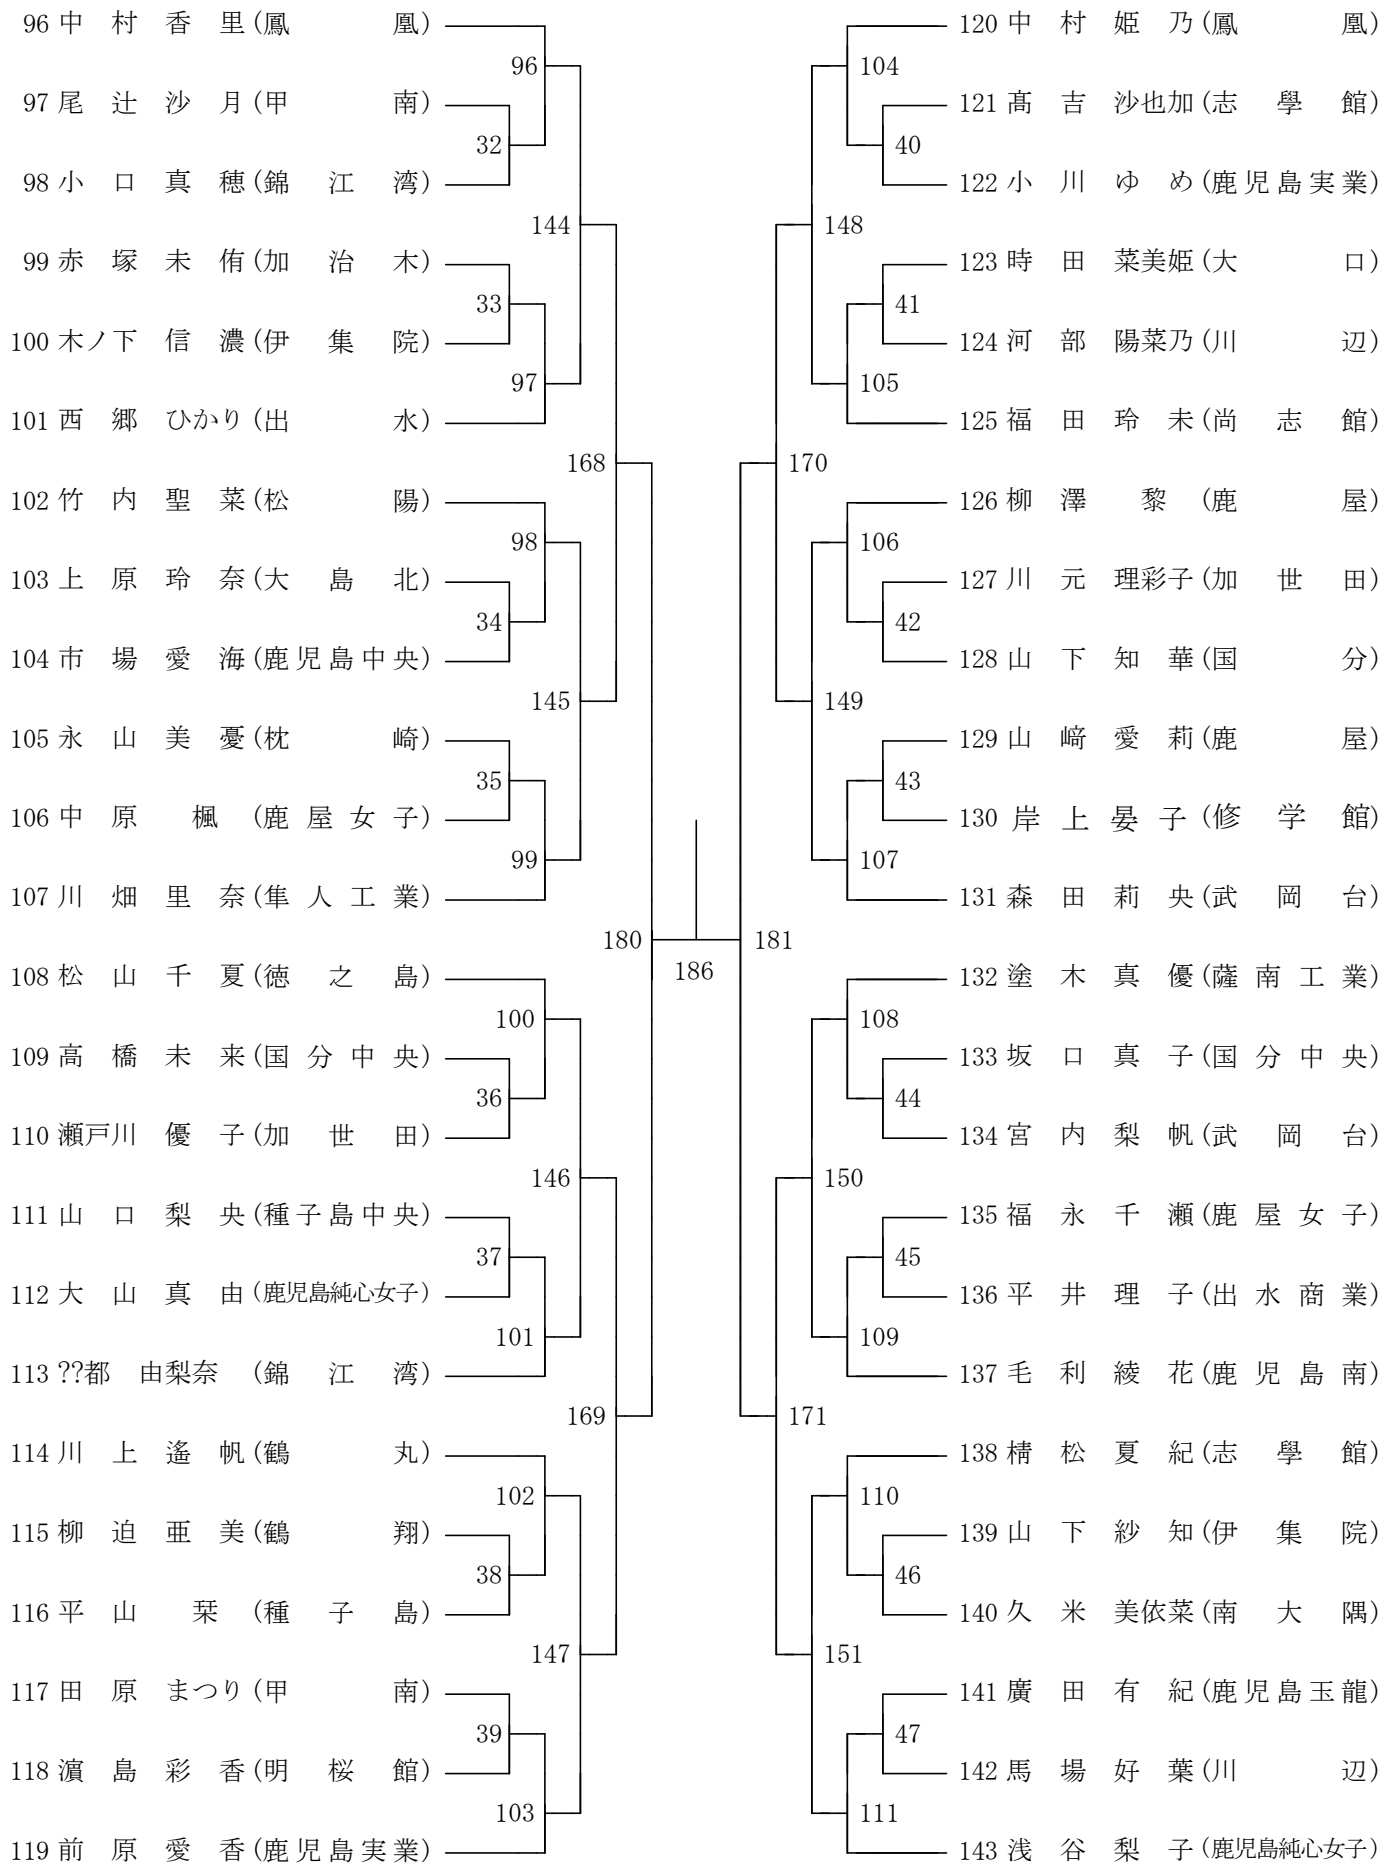 96 中村香里 (鳳凰)
96
97 尾辻沙月 (甲南)
32
98 小口真穂 (錦江湾)
144
99 赤塚未侑 (加治木)
33
100 木ノ下信濃 (伊集院)
97
101 西郷ひかり (出水)
168
102 竹内聖菜 (松陽)
98
103 上原玲奈 (大島北)
34
104 市場愛海 (鹿児島中央)
145
105 永山美憂 (枕崎)
35
106 中原楓 (鹿屋女子)
99
107 川畑里奈 (隼人工業)
180
186
108 松山千夏 (徳之島)
100
109 高橋未来 (国分中央)
36
110 瀬戸川優子 (加世田)
146
111 山口梨央 (種子島中央)
37
112 大山真由 (鹿児島純心女子)
101
113 ??都由梨奈 (錦江湾)
169
114 川上遙帆 (鶴丸)
102
115 柳迫亜美 (鶴翔)
38
116 平山栞 (種子島)
147
117 田原まつり (甲南)
39
118 濵島彩香 (明桜館)
103
119 前原愛香 (鹿児島実業)
120 中村姫乃 (鳳凰)
104
121 髙吉沙也加 (志學館)
40
122 小川ゆめ (鹿児島実業)
148
123 時田菜美姫 (大口)
41
124 河部陽菜乃 (川辺)
105
125 福田玲未 (尚志館)
170
126 柳澤黎 (鹿屋)
106
127 川元理彩子 (加世田)
42
128 山下知華 (国分)
149
129 山﨑愛莉 (鹿屋)
43
130 岸上晏子 (修学館)
107
131 森田莉央 (武岡台)
181
132 塗木真優 (薩南工業)
108
133 坂口真子 (国分中央)
44
134 宮内梨帆 (武岡台)
150
135 福永千瀬 (鹿屋女子)
45
136 平井理子 (出水商業)
109
137 毛利綾花 (鹿児島南)
171
138 棈松夏紀 (志學館)
110
139 山下紗知 (伊集院)
46
140 久米美依菜 (南大隅)
151
141 廣田有紀 (鹿児島玉龍)
47
142 馬場好葉 (川辺)
111
143 浅谷梨子 (鹿児島純心女子)